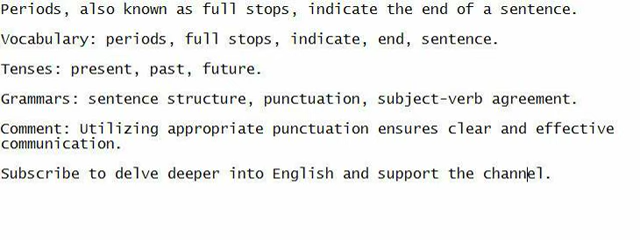 Periods, also known as full stops, indicate the end of a sentence.
Vocabulary: periods, full stops, indicate, end, sentence.
Tenses: present, past, future.
Grammars: sentence structure, punctuation, subject-verb agreement.
Comment: Utilizing appropriate punctuation ensures clear and effective
communication.
Subscribe to delve deeper into English and support the channel.